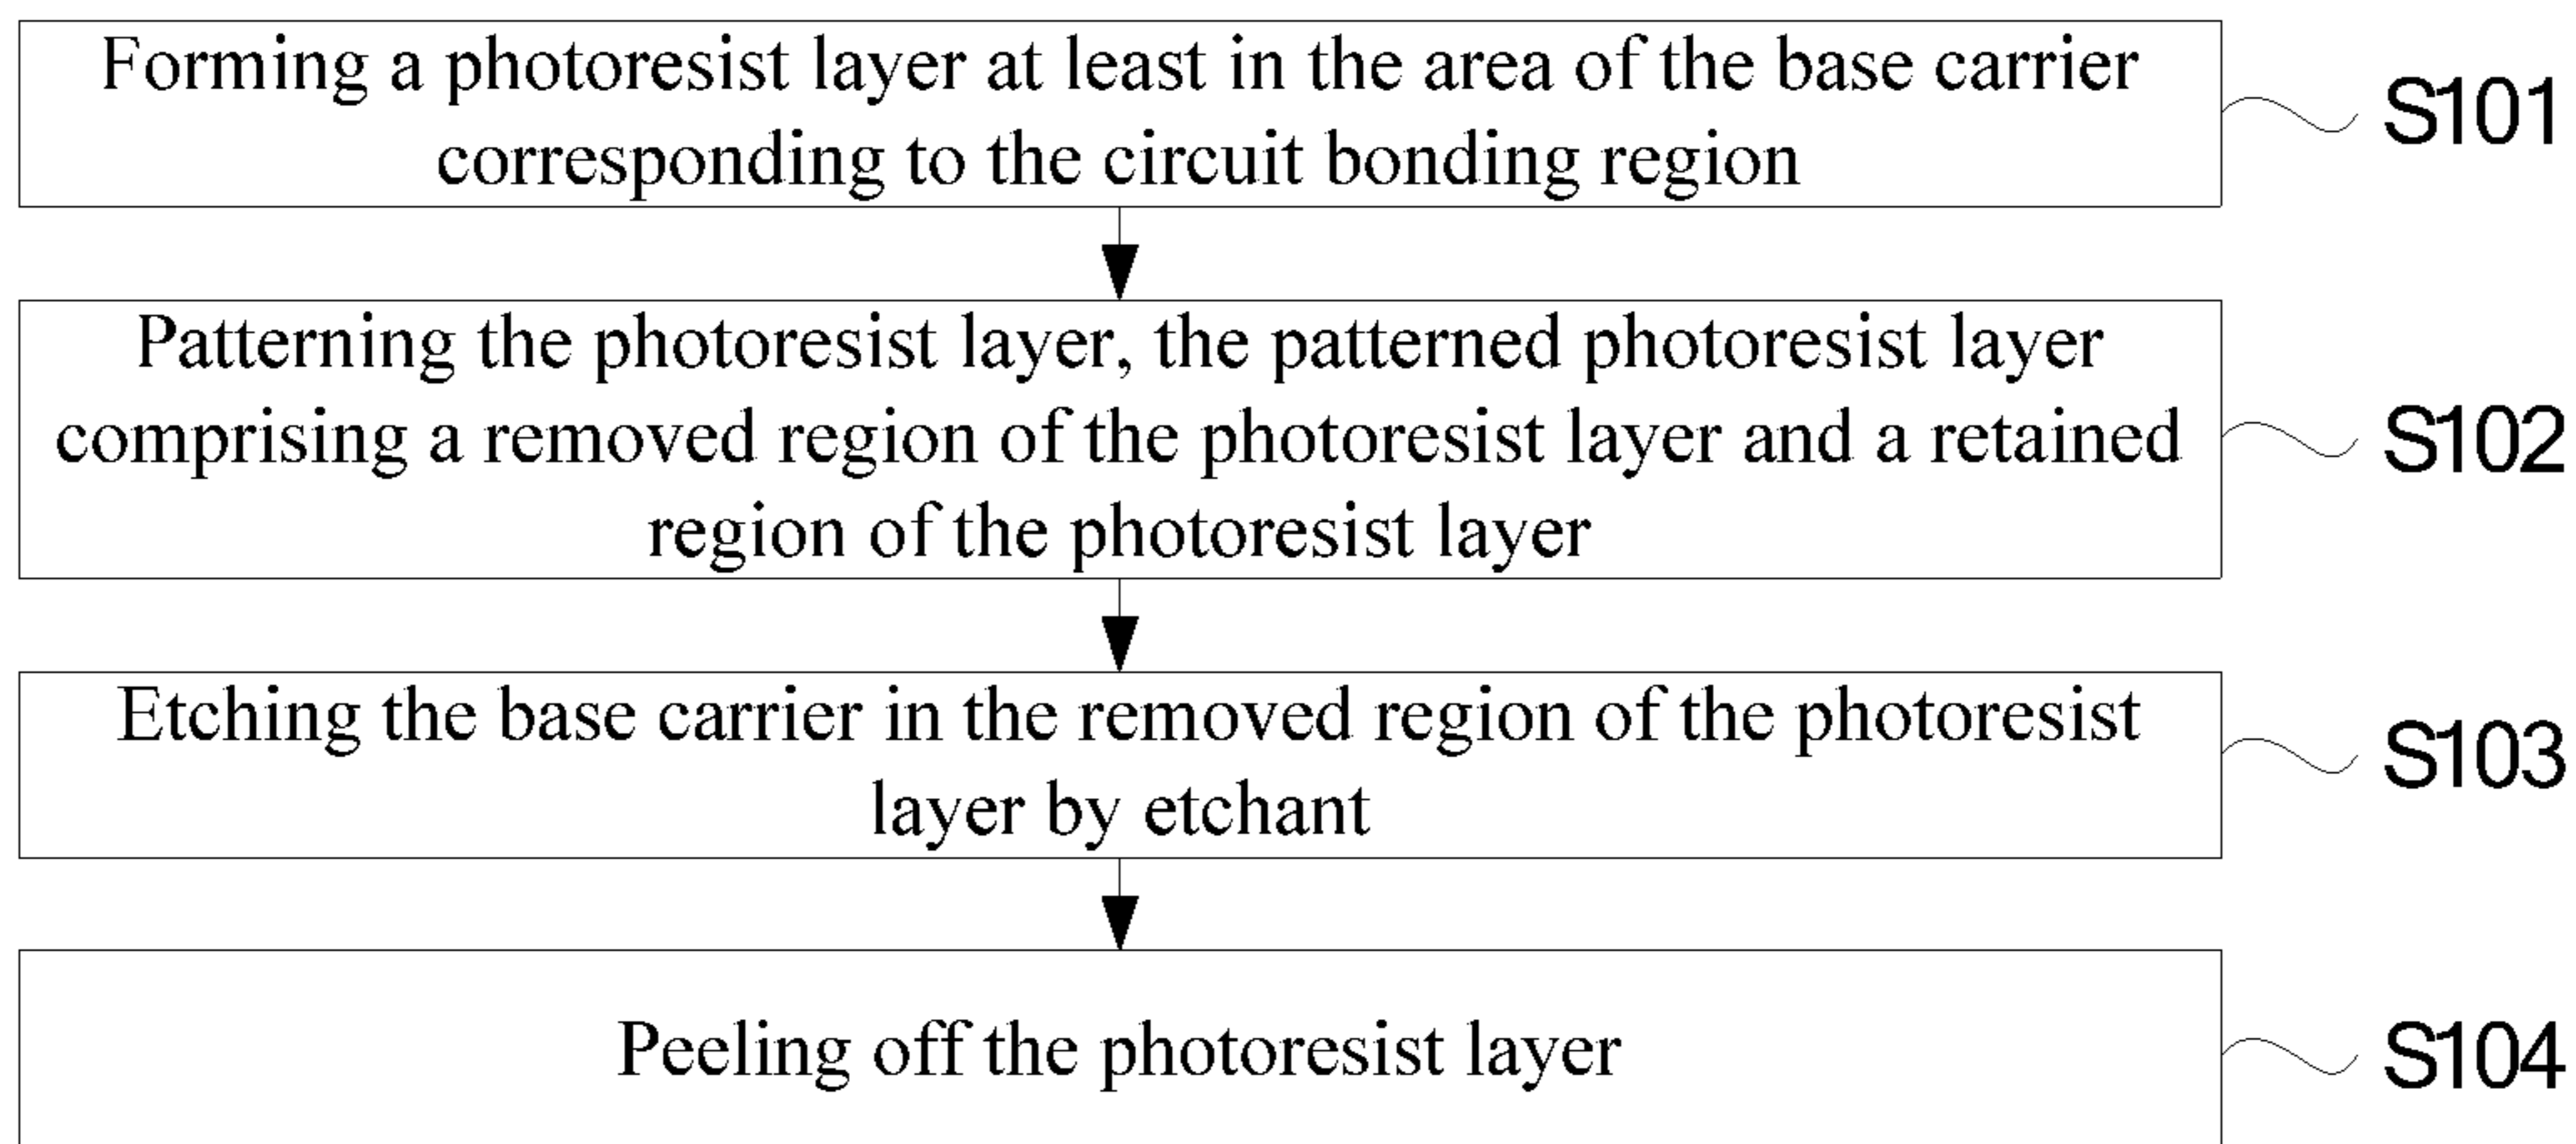 Forming a photoresist layer at least in the area of the base carrier
corresponding to the circuit bonding region
S101
Patterning the photoresist layer, the patterned photoresist layer
comprising a removed region of the photoresist layer and a retained
region of the photoresist layer
S102
Etching the base carrier in the removed region of the photoresist
layer by etchant
S103
Peeling off the photoresist layer
S104